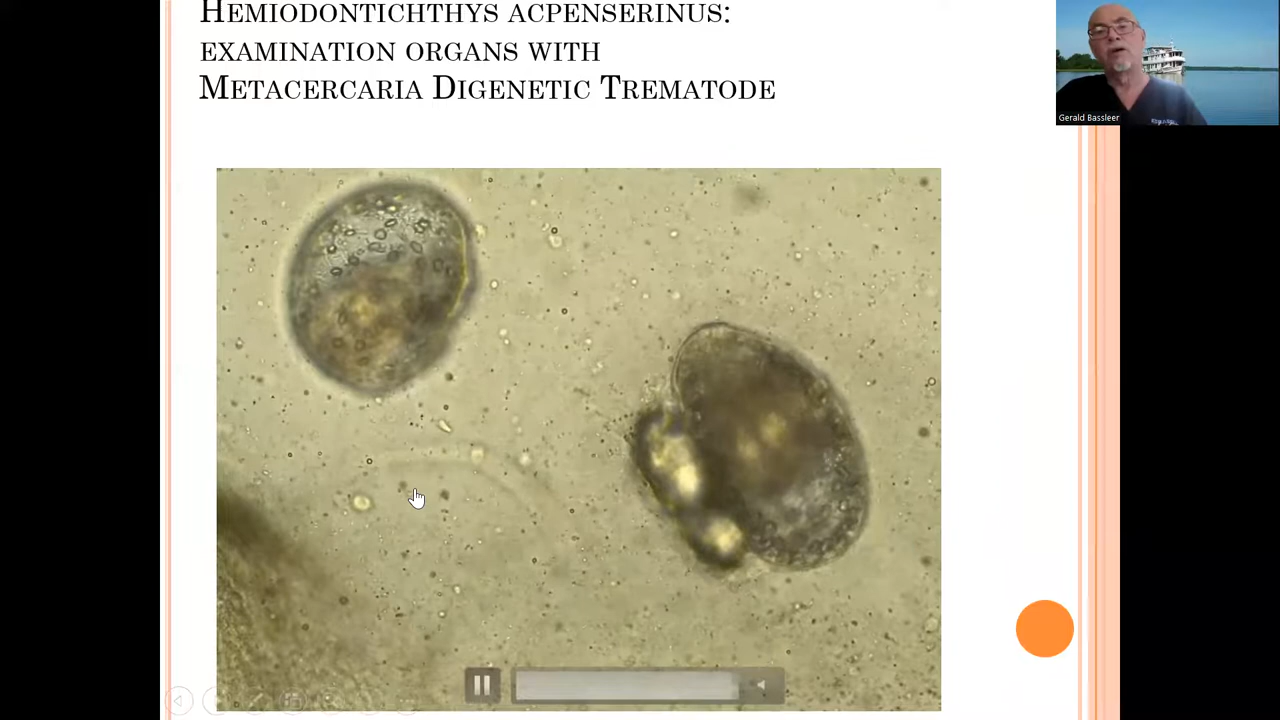 Hemiodontichthys acpenserinus:
examination organs with
Metacercaria Digenetic Trematode
Gerald Bassleer